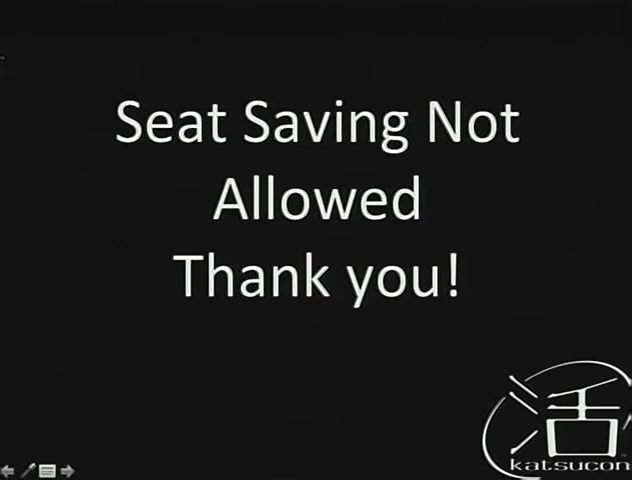 Seat Saving Not
Allowed
Thank you!
活
katsucon